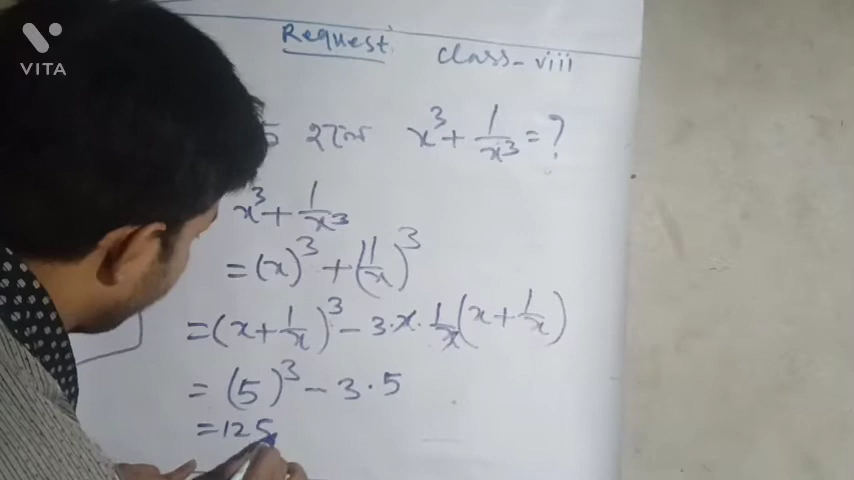 VITA
Request.
class-viii
5 হলে x³ + 1/x³ = ?
x³ + 1/x³
= (x)³ + (1/x)³
= (x + 1/x)³ - 3·x·1/x(x + 1/x)
= (5)³ - 3·5
= 125